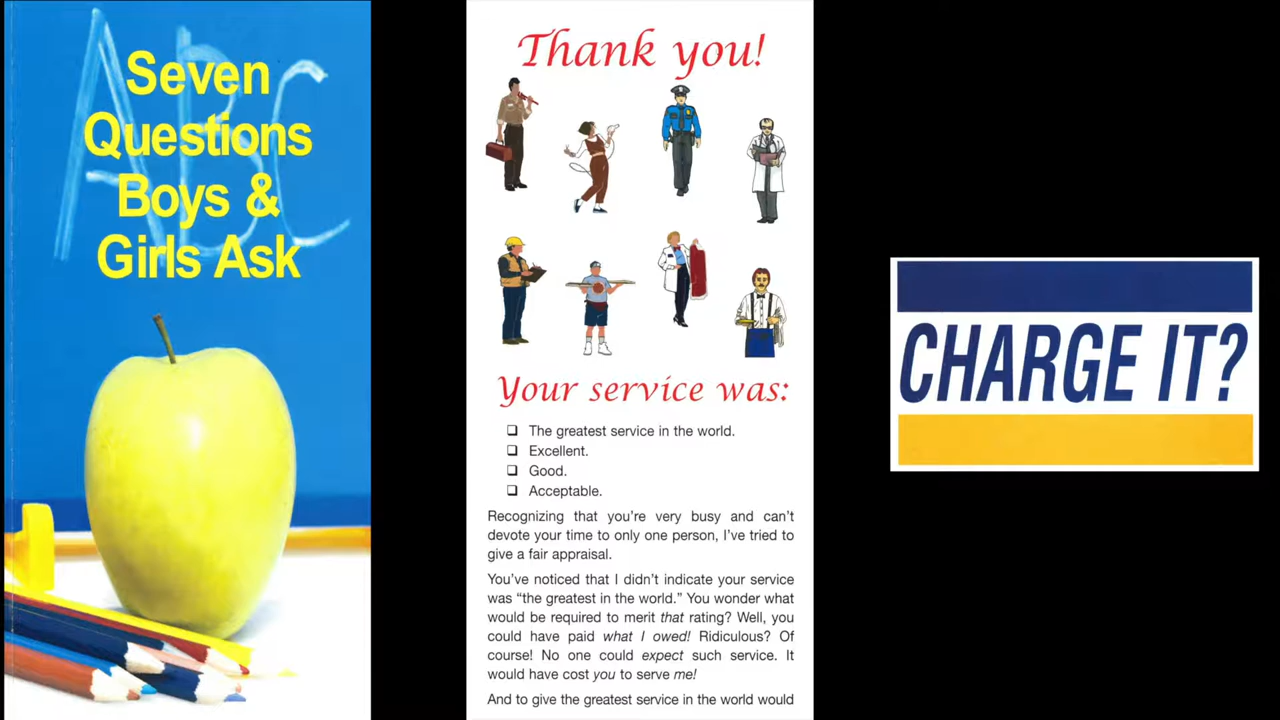 ABC
Seven
Questions
Boys &
Girls Ask
Thank you!
Your service was:
❑ The greatest service in the world.
❑ Excellent.
❑ Good.
❑ Acceptable.
Recognizing that you're very busy and can't
devote your time to only one person, I've tried to
give a fair appraisal.
You've noticed that I didn't indicate your service
was “the greatest in the world.” You wonder what
would be required to merit that rating? Well, you
could have paid what I owed! Ridiculous? Of
course! No one could expect such service. It
would have cost you to serve me!
And to give the greatest service in the world would
CHARGE IT?